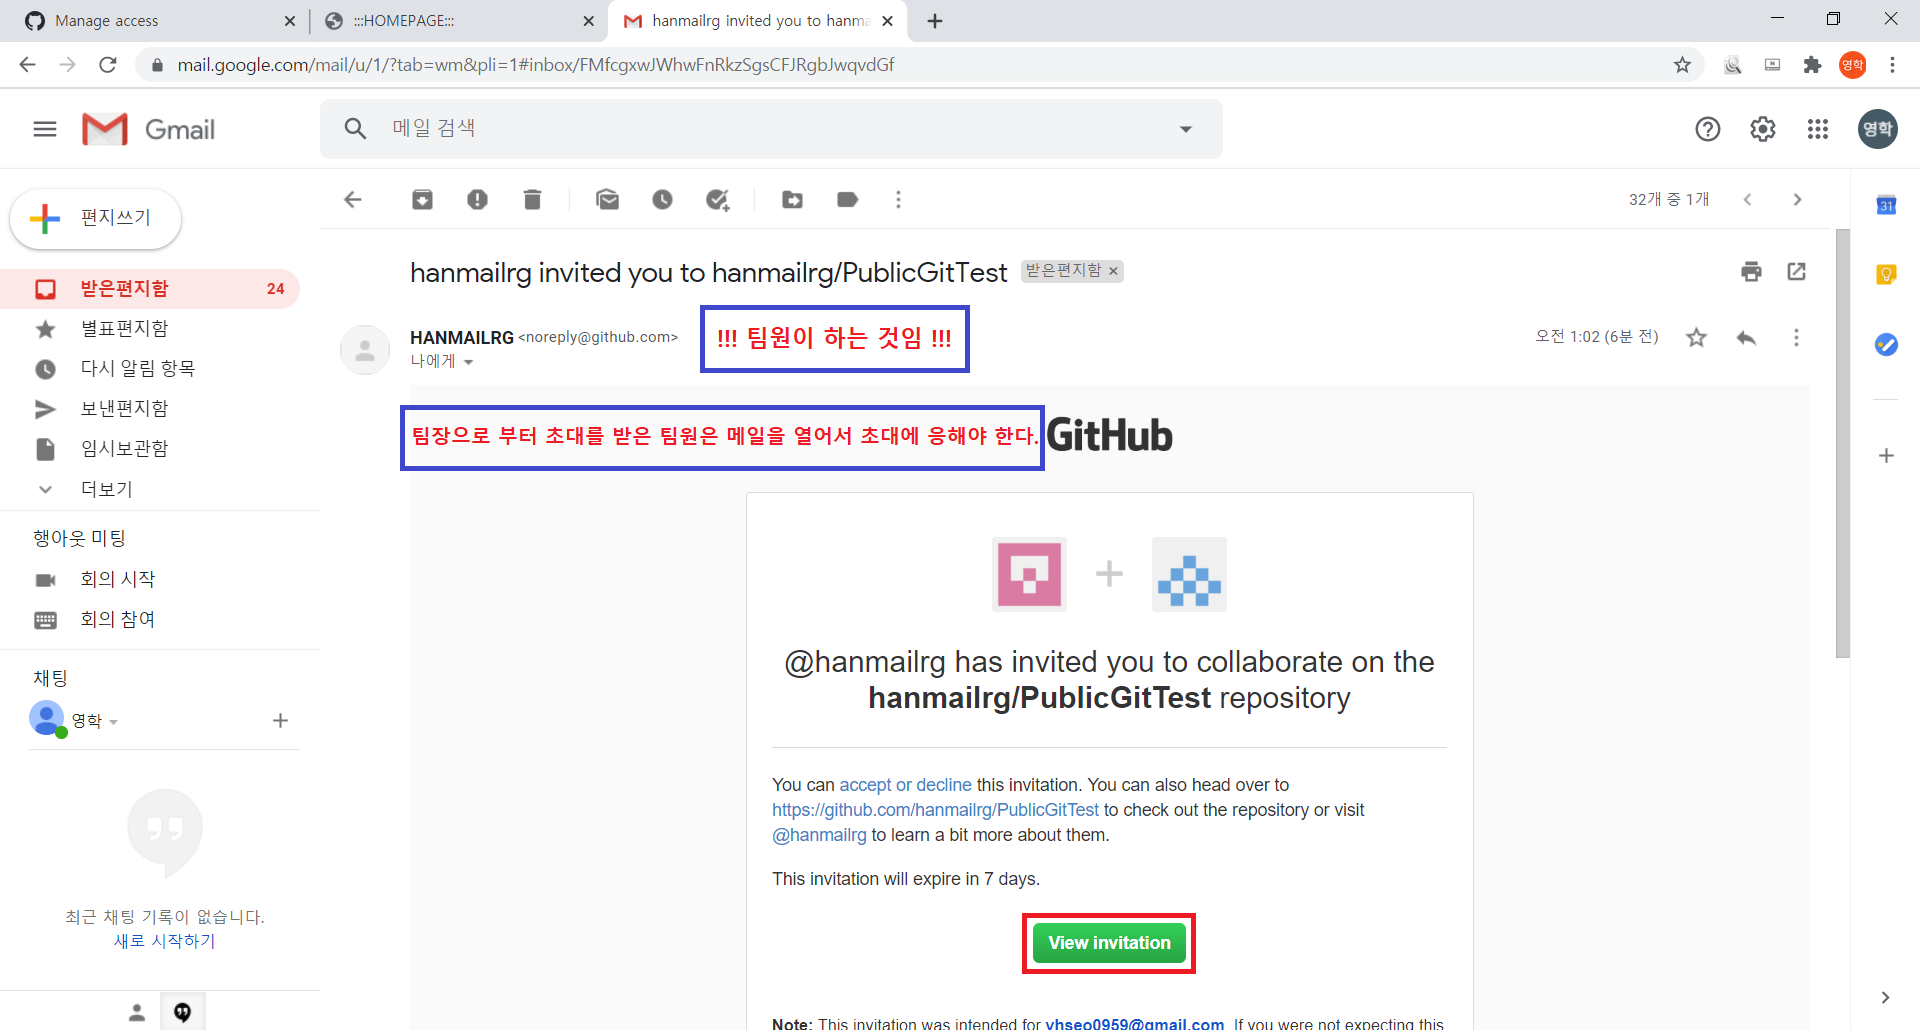 Manage access
:::HOMEPAGE:::
hanmailrg invited you to hanma
mail.google.com/mail/u/1/?tab=wm&pli=1#inbox/FMfcgxwJWhwFnRkzSgsCFJRgbJwqvdGf
영학
Gmail
메일 검색
영학
편지쓰기
32개 중 1개
31
받은편지함 24
별표편지함
다시 알림 항목
보낸편지함
임시보관함
더보기
행아웃 미팅
회의 시작
회의 참여
채팅
영학
최근 채팅 기록이 없습니다.
새로 시작하기
hanmailrg invited you to hanmailrg/PublicGitTest 받은편지함
HANMAILRG <noreply@github.com>
나에게
!!! 팀원이 하는 것임 !!!
오전 1:02 (6분 전)
팀장으로 부터 초대를 받은 팀원은 메일을 열어서 초대에 응해야 한다.
GitHub
@hanmailrg has invited you to collaborate on the
hanmailrg/PublicGitTest repository
You can accept or decline this invitation. You can also head over to
https://github.com/hanmailrg/PublicGitTest to check out the repository or visit
@hanmailrg to learn a bit more about them.
This invitation will expire in 7 days.
View invitation
Note: This invitation was intended for yhseo0959@gmail.com. If you were not expecting this